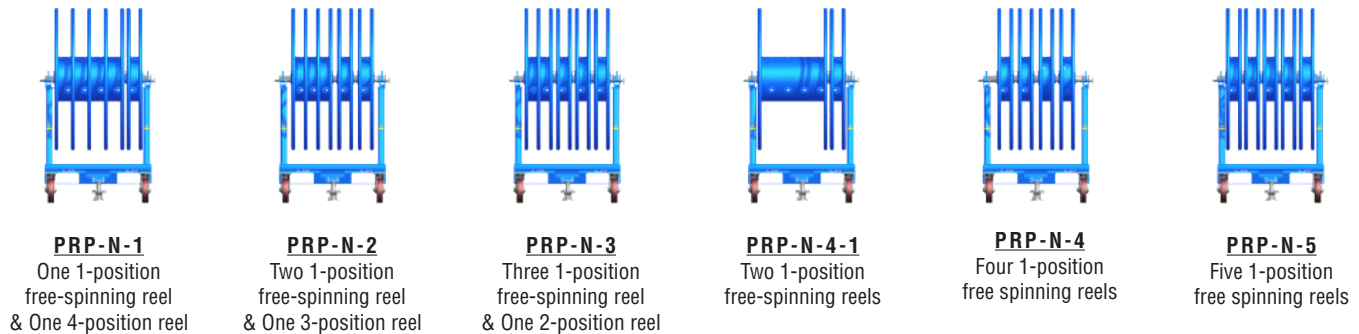 PRP-N-1
One 1-position
free-spinning reel
& One 4-position reel
PRP-N-2
Two 1-position
free-spinning reel
& One 3-position reel
PRP-N-3
Three 1-position
free-spinning reel
& One 2-position reel
PRP-N-4-1
Two 1-position
free-spinning reels
PRP-N-4
Four 1-position
free spinning reels
PRP-N-5
Five 1-position
free spinning reels